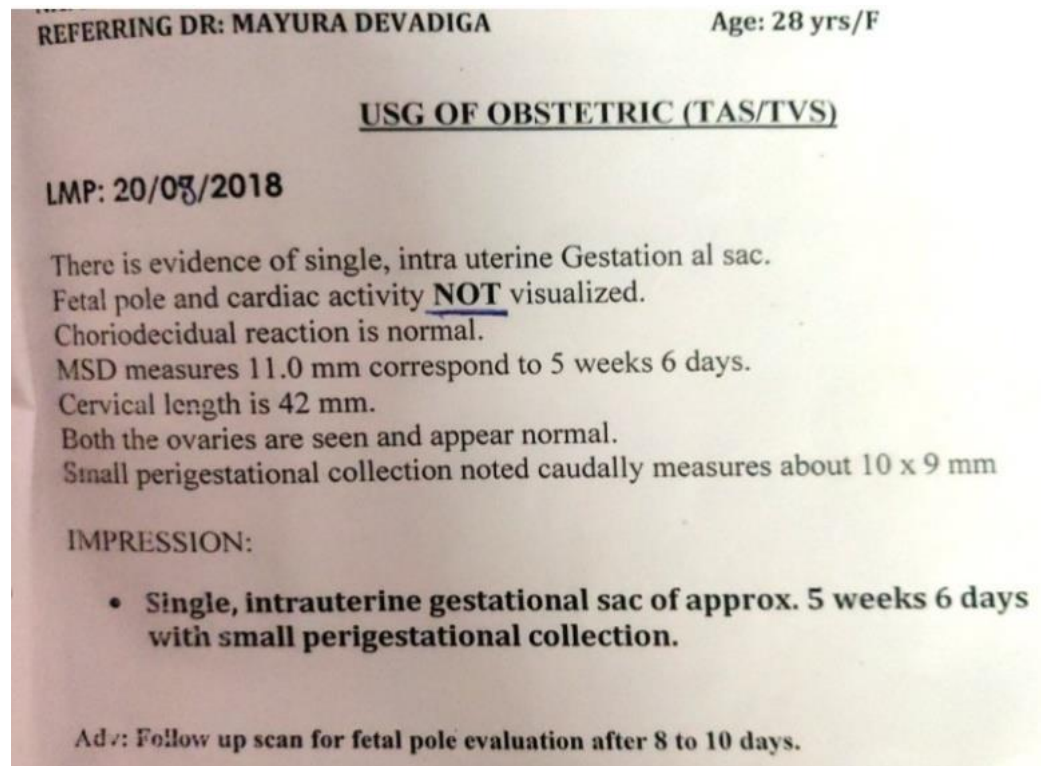 REFERRING DR: MAYURA DEVADIGA Age: 28 yrs/F
USG OF OBSTETRIC (TAS/TVS)
LMP: 20/08/2018
There is evidence of single, intra uterine Gestation al sac.
Fetal pole and cardiac activity NOT visualized.
Choriodecidual reaction is normal.
MSD measures 11.0 mm correspond to 5 weeks 6 days.
Cervical length is 42 mm.
Both the ovaries are seen and appear normal.
Small perigestational collection noted caudally measures about 10 x 9 mm
IMPRESSION:
• Single, intrauterine gestational sac of approx. 5 weeks 6 days
with small perigestational collection.
Adv: Follow up scan for fetal pole evaluation after 8 to 10 days.